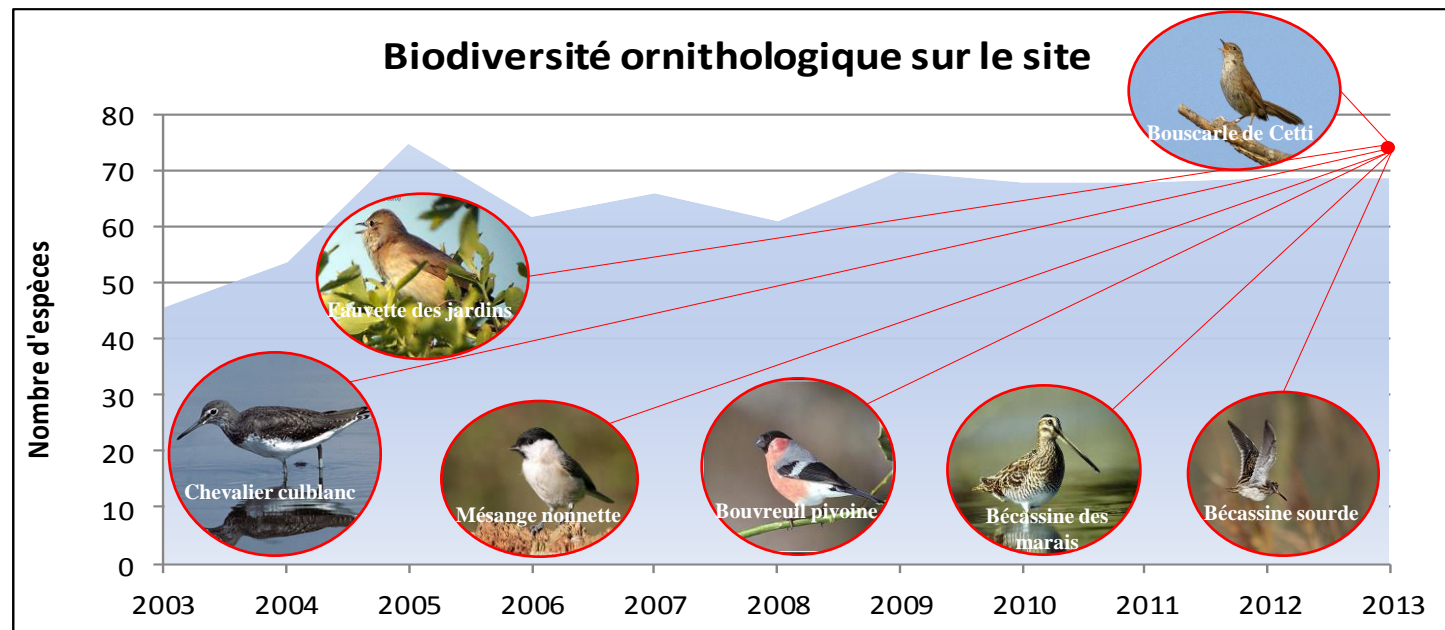 Biodiversité ornithologique sur le site
Nombre d'espèces
80
70
60
50
40
30
20
10
0
Bouscarle de Cetti
Fauvette des jardins
Chevalier culblanc
Mésange nonnette
Bouvreuil pivoine
Bécassine des
marais
Bécassine sourde
2003 2004 2005 2006 2007 2008 2009 2010 2011 2012 2013